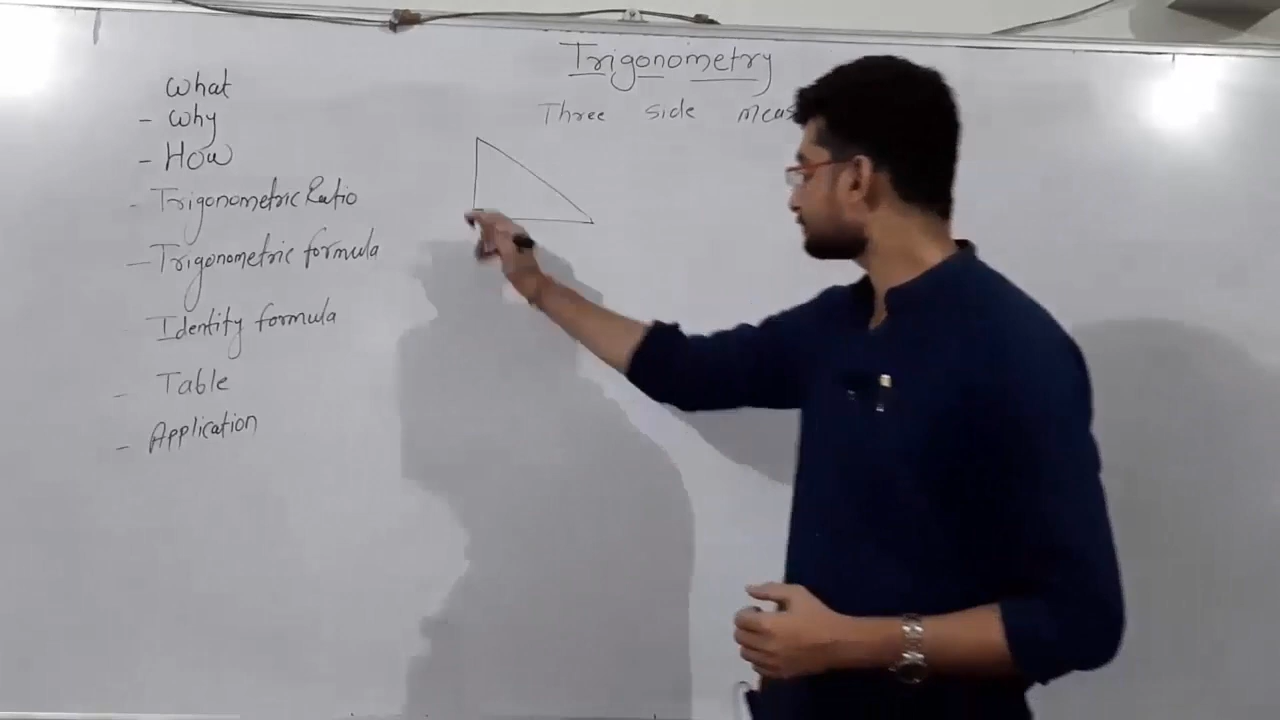 Trigonometry
Three side meas
What
- Why
- How
- Trigonometric Ratio
- Trigonometric formula
Identity formula
- Table
- Application